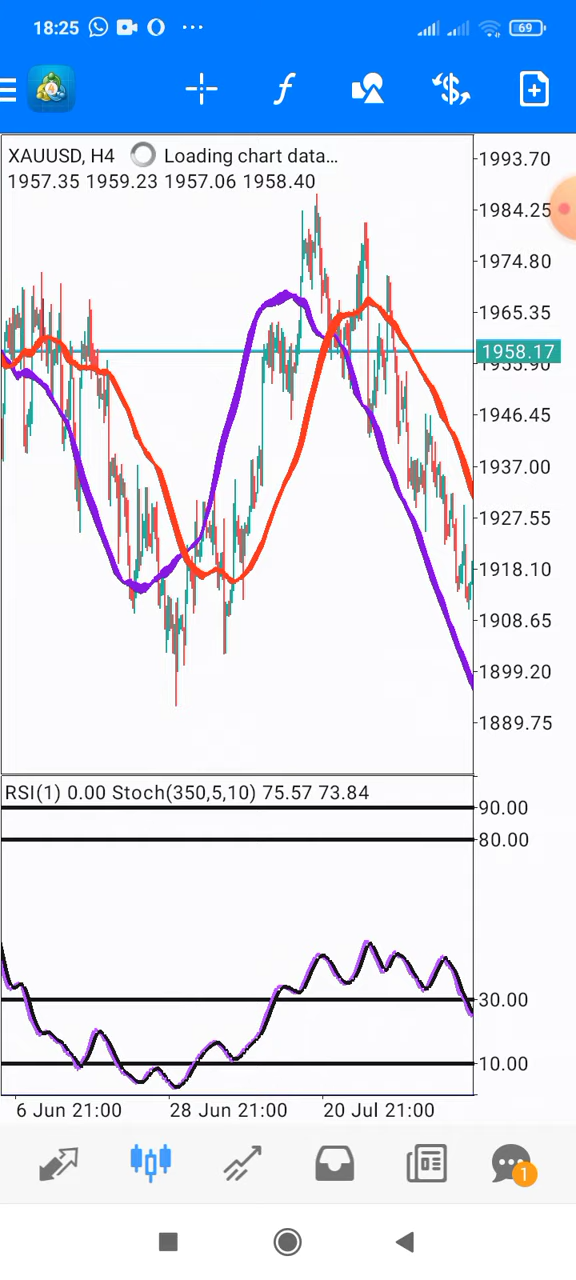 18:25
69
f
XAUUSD, H4 Loading chart data...
1957.35 1959.23 1957.06 1958.40
1993.70
1984.25
1974.80
1965.35
1958.17
1955.90
1946.45
1937.00
1927.55
1918.10
1908.65
1899.20
1889.75
RSI(1) 0.00 Stoch(350,5,10) 75.57 73.84
90.00
80.00
30.00
10.00
6 Jun 21:00
28 Jun 21:00
20 Jul 21:00
1